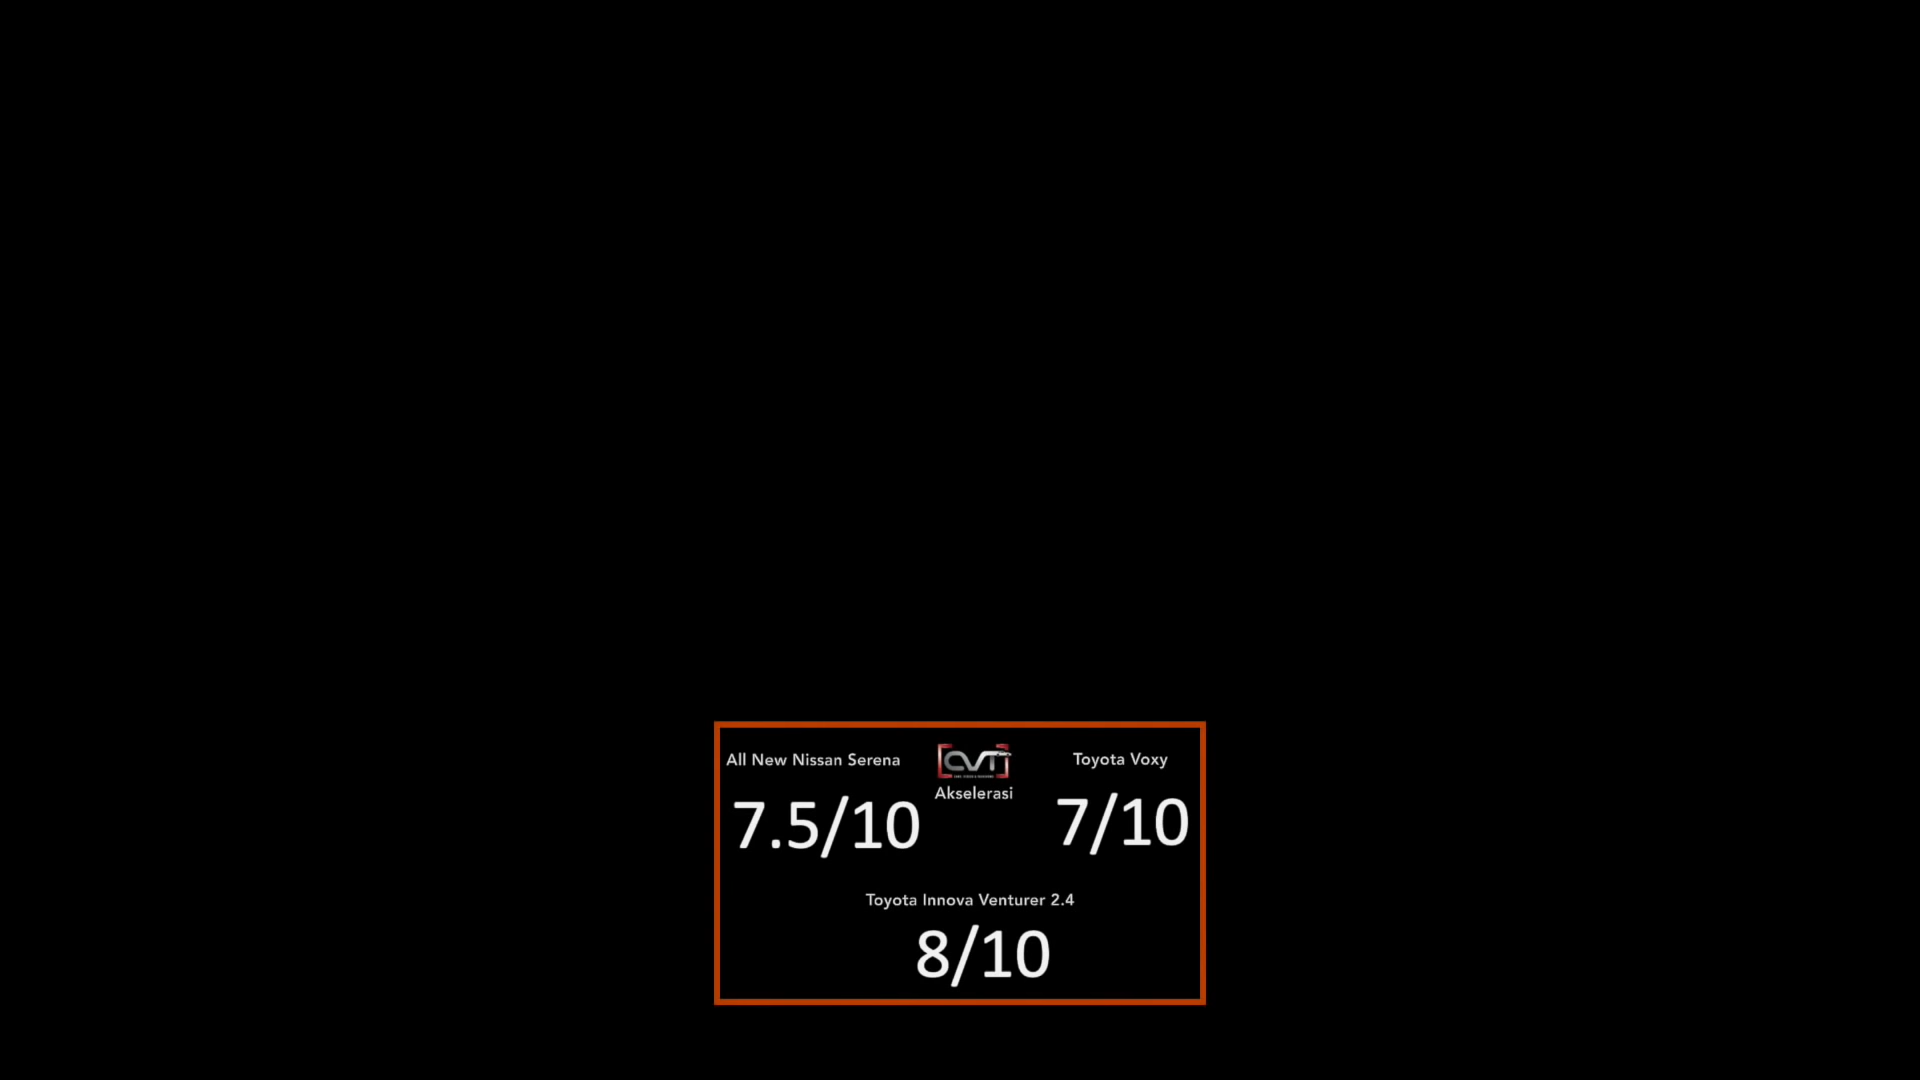 All New Nissan Serena
CVT
Toyota Voxy
Akselerasi
7.5/10
7/10
Toyota Innova Venturer 2.4
8/10